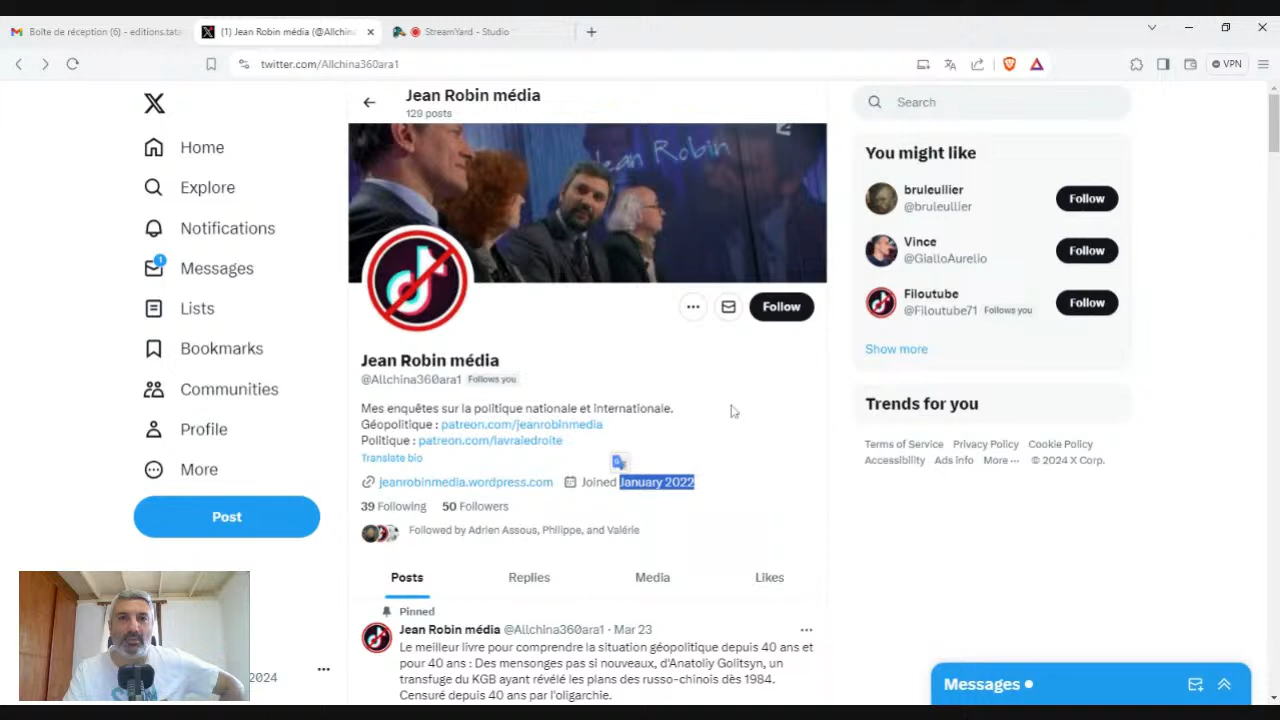 Boîte de réception (6) - editions.tata
(1) Jean Robin média (@Allchina
StreamYard - Studio
twitter.com/Allchina360ara1
VPN
Jean Robin média
129 posts
Jean Robin
Home
Explore
Notifications
1
Messages
Lists
Bookmarks
Communities
Profile
More
Post
2024
Follow
Jean Robin média
@Allchina360ara1 Follows you
Mes enquêtes sur la politique nationale et internationale.
Géopolitique : patreon.com/jeanrobinmedia
Politique : patreon.com/lavraiedroite
Translate bio
jeanrobinmedia.wordpress.com Joined January 2022
39 Following 50 Followers
Followed by Adrien Assous, Philippe, and Valérie
Posts Replies Media Likes
Pinned
Jean Robin média @Allchina360ara1 · Mar 23
Le meilleur livre pour comprendre la situation géopolitique depuis 40 ans et
pour 40 ans : Des mensonges pas si nouveaux, d'Anatoliy Golitsyn, un
transfuge du KGB ayant révélé les plans des russo-chinois dès 1984.
Censuré depuis 40 ans par l'oligarchie.
Search
You might like
bruleullier
@bruleullier
Follow
Vince
@GialloAurelio
Follow
Filoutube
@Filoutube71 Follows you
Follow
Show more
Trends for you
Terms of Service Privacy Policy Cookie Policy
Accessibility Ads info More ··· © 2024 X Corp.
Messages